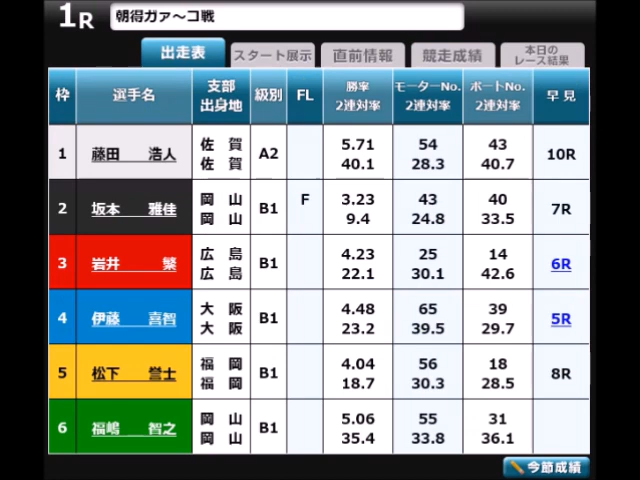 1R 朝得ガァ～コ戦
出走表 スタート展示 直前情報 競走成績 本日の
レース結果
枠 選手名 支部 級別 FL 勝率 モーターNo. ボートNo. 早見
出身地 2連対率 2連対率 2連対率
1 藤田 浩人 佐賀 A2 5.71 54 43 10R
佐賀 40.1 28.3 40.7
2 坂本 雅佳 岡山 B1 F 3.23 43 40 7R
岡山 9.4 24.8 33.5
3 岩井 繁 広島 B1 4.23 25 14 6R
広島 22.1 30.1 42.6
4 伊藤 喜智 大阪 B1 4.48 65 39 5R
大阪 23.2 39.5 29.7
5 松下 誉士 福岡 B1 4.04 56 18 8R
福岡 18.7 30.3 28.5
6 福嶋 智之 岡山 B1 5.06 55 31
岡山 35.4 33.8 36.1
今節成績